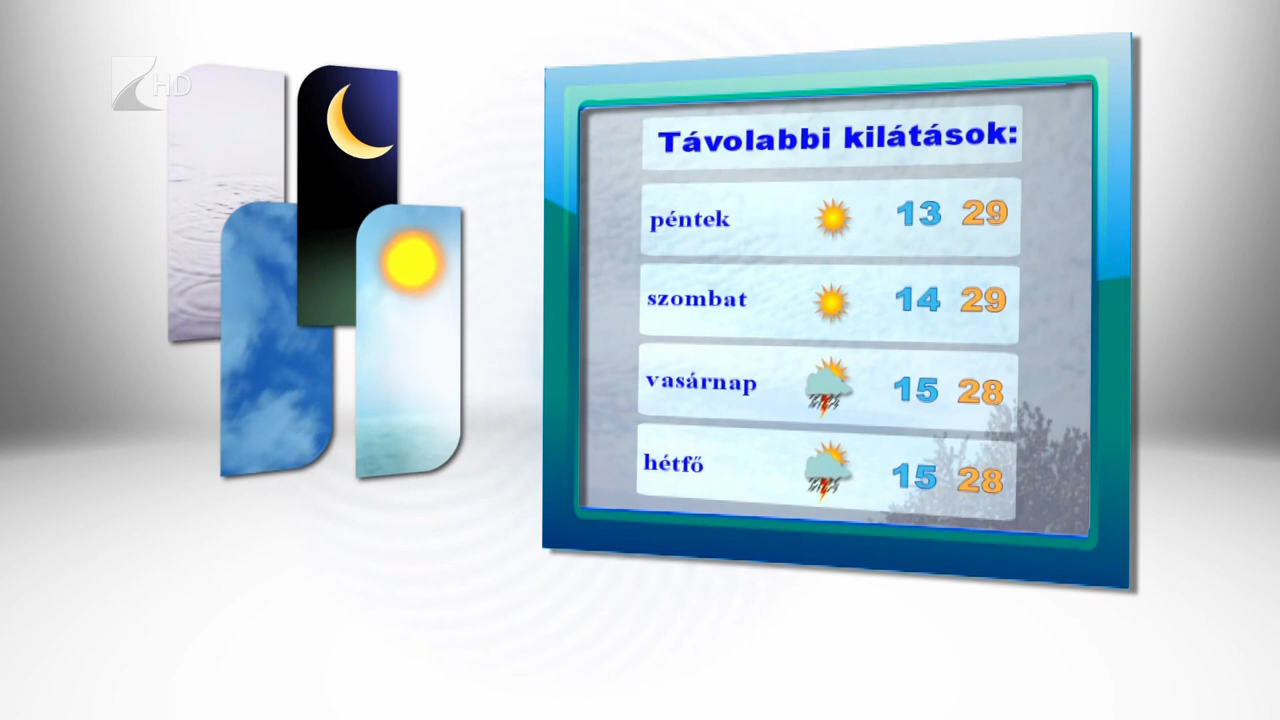 HD
Távolabbi kilátások:
péntek 13 29
szombat 14 29
vasárnap 15 28
hétfő 15 28